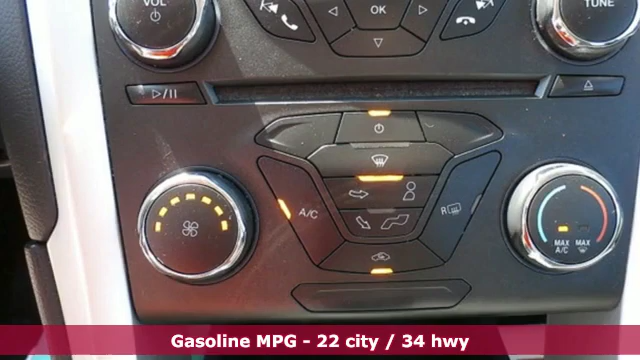 VOL
OK
TUNE
A/C
R
MAX A/C
MAX
Gasoline MPG - 22 city / 34 hwy